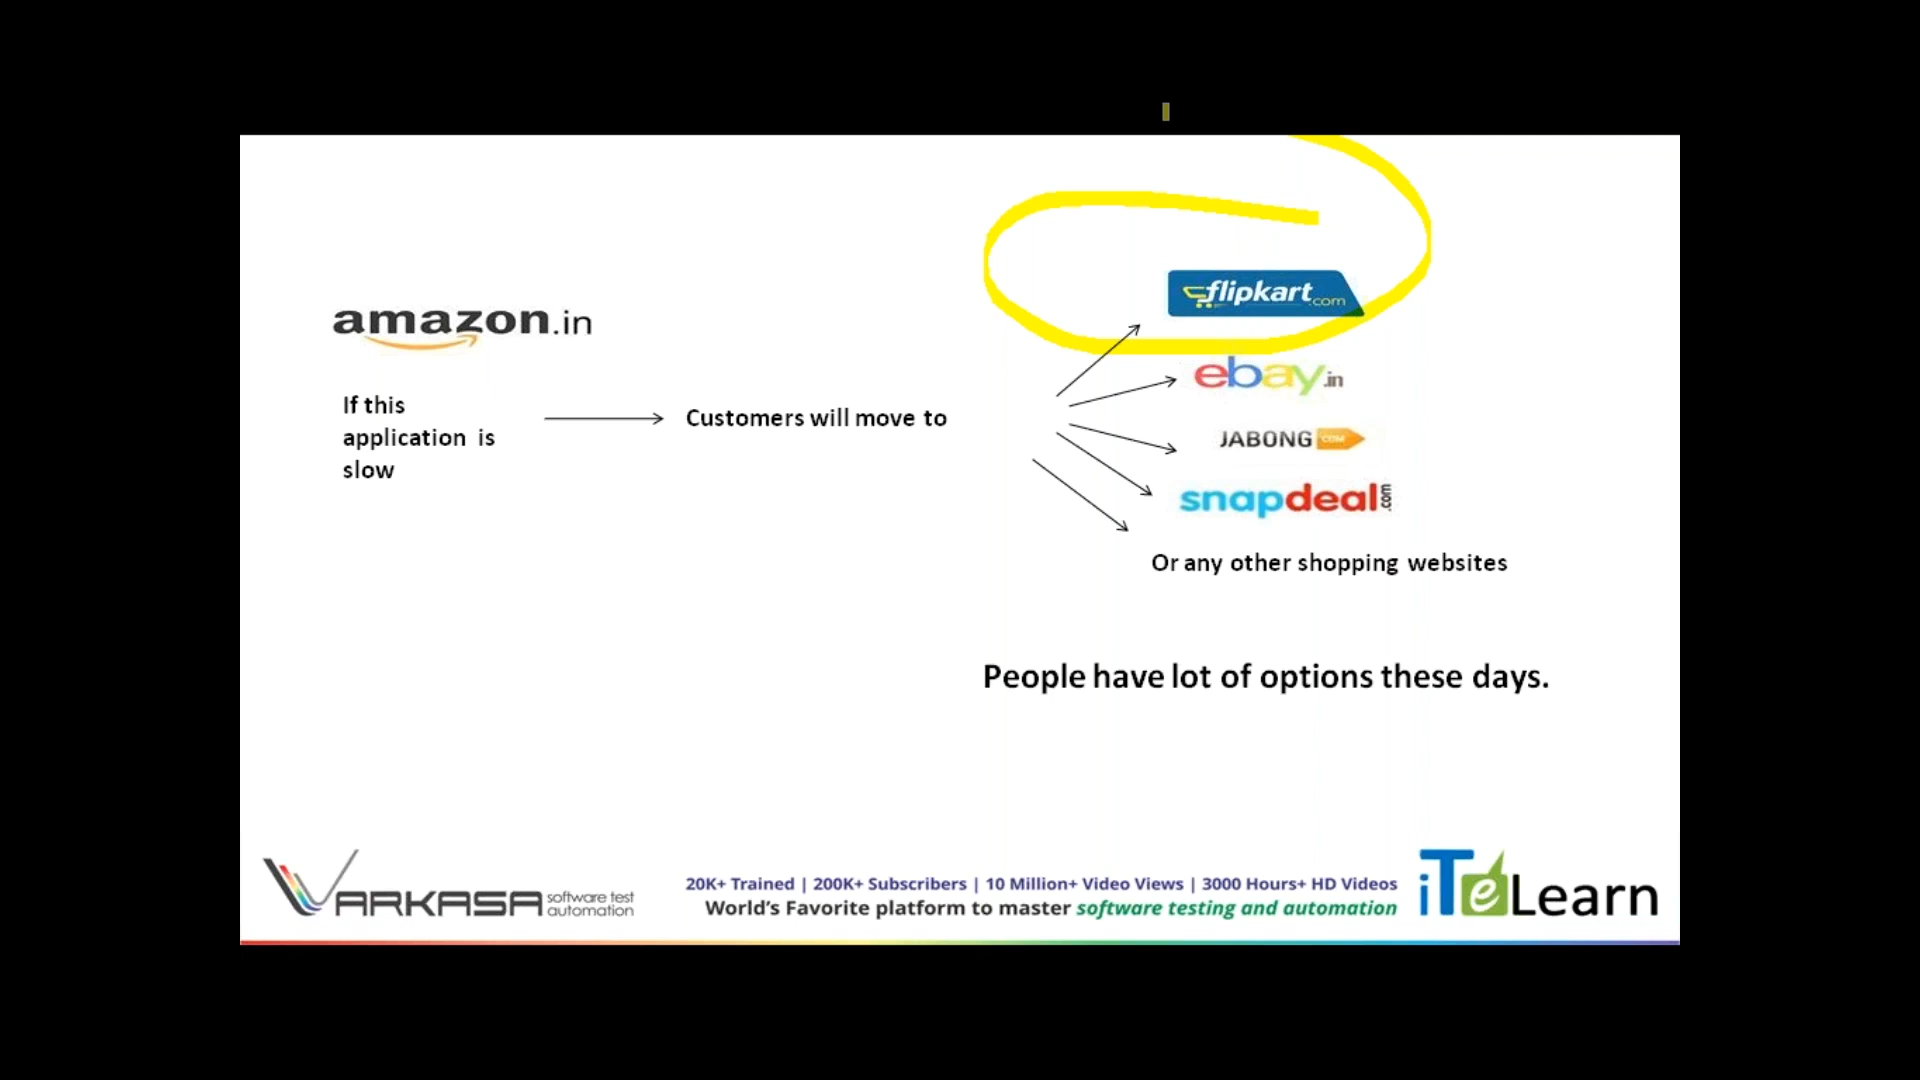 amazon.in
If this
application is
slow
Customers will move to
flipkart.com
ebay.in
JABONG COM
snapdeal.com
Or any other shopping websites
People have lot of options these days.
VARKASA software test
automation
20K+ Trained | 200K+ Subscribers | 10 Million+ Video Views | 3000 Hours+ HD Videos
World's Favorite platform to master software testing and automation
iTeLearn